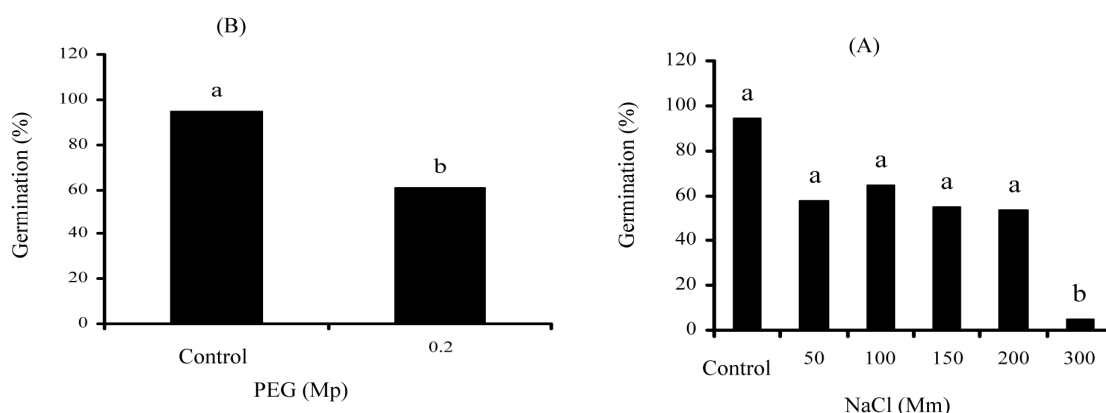 (B)
120
100
80
60
40
20
0
Germination (%)
a
b
Control
0.2
PEG (Mp)
(A)
120
100
80
60
40
20
0
Germination (%)
a
a
a
a
a
b
Control
50
100
150
200
300
NaCl (Mm)